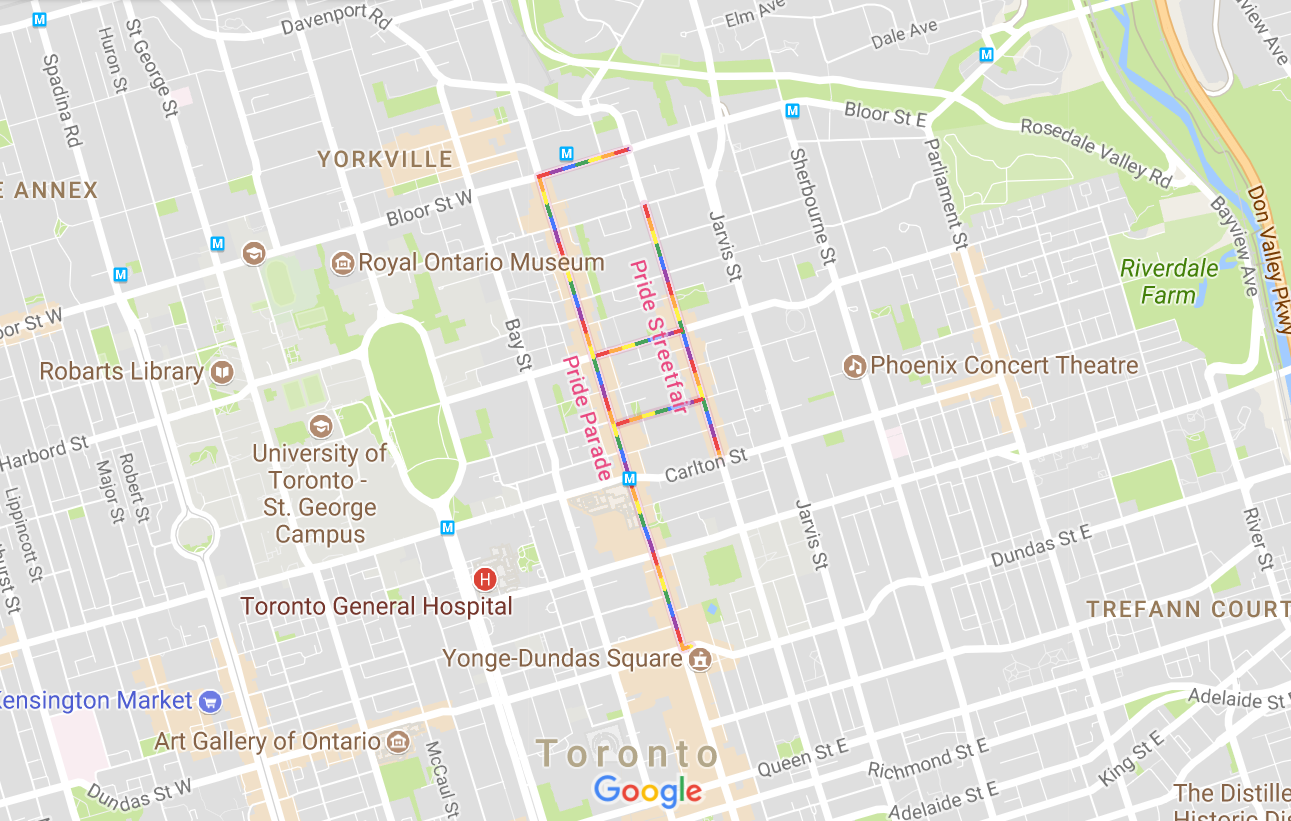 Davenport Rd
Elm Ave
Dale Ave
yview Ave
M
Huron St
St George St
Spadina Rd
M
M
Bloor St E
Rosedale Valley Rd
YORKVILLE
M
E ANNEX
Bloor St W
Sherbourne St
Parliament St
Bayview Ave
Don Valley Pkwy
Jarvis St
M
M
Royal Ontario Museum
Riverdale
Farm
Pride Streetfair
oor St W
Bay St
Robarts Library
Pride Parade
Phoenix Concert Theatre
Harbord St
University of
Toronto -
St. George
Campus
Robert St
Major St
Lippincott St
Carlton St
M
M
Jarvis St
River St
Dundas St E
hurst St
H
Toronto General Hospital
TREFANN COURT
Yonge-Dundas Square
ensington Market
Adelaide St E
Art Gallery of Ontario
McCaul St
Toronto
Google
Queen St E
Richmond St E
King St E
Dundas St W
Adelaide St E
The Distille
Historic Dis